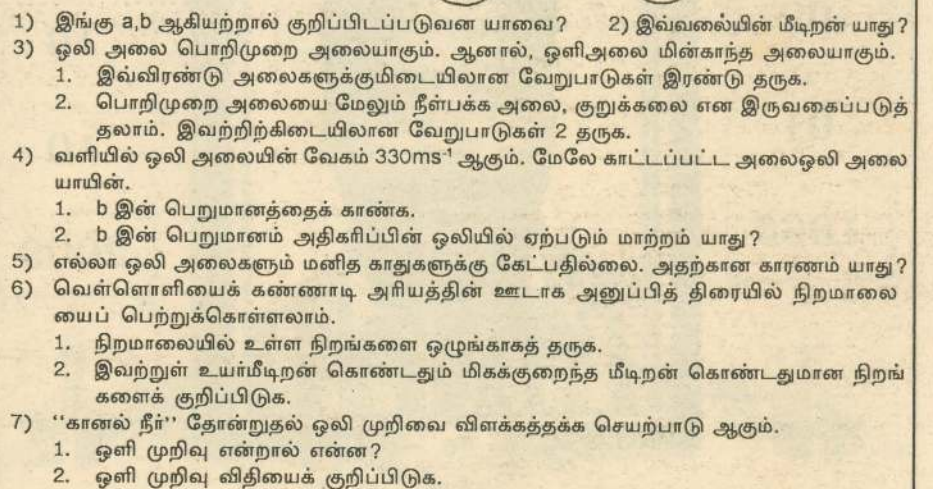 1) இங்கு a,b ஆகியற்றால் குறிப்பிடப்படுவன யாவை? 2) இவ்வலையின் மீடிறன் யாது?
3) ஒலி அலை பொறிமுறை அலையாகும். ஆனால், ஒளிஅலை மின்காந்த அலையாகும்.
1. இவ்விரண்டு அலைகளுக்குமிடையிலான வேறுபாடுகள் இரண்டு தருக.
2. பொறிமுறை அலையை மேலும் நீள்பக்க அலை, குறுக்கலை என இருவகைப்படுத்
தலாம். இவற்றிற்கிடையிலான வேறுபாடுகள் 2 தருக.
4) வளியில் ஒலி அலையின் வேகம் 330ms⁻¹ ஆகும். மேலே காட்டப்பட்ட அலைஒலி அலை
யாயின்.
1. b இன் பெறுமானத்தைக் காண்க.
2. b இன் பெறுமானம் அதிகரிப்பின் ஒலியில் ஏற்படும் மாற்றம் யாது?
5) எல்லா ஒலி அலைகளும் மனித காதுகளுக்கு கேட்பதில்லை. அதற்கான காரணம் யாது?
6) வெள்ளொளியைக் கண்ணாடி அரியத்தின் ஊடாக அனுப்பித் திரையில் நிறமாலை
யைப் பெற்றுக்கொள்ளலாம்.
1. நிறமாலையில் உள்ள நிறங்களை ஒழுங்காகத் தருக.
2. இவற்றுள் உயர்மீடிறன் கொண்டதும் மிகக்குறைந்த மீடிறன் கொண்டதுமான நிறங்
களைக் குறிப்பிடுக.
7) "கானல் நீர்" தோன்றுதல் ஒலி முறிவை விளக்கத்தக்க செயற்பாடு ஆகும்.
1. ஒளி முறிவு என்றால் என்ன?
2. ஒளி முறிவு விதியைக் குறிப்பிடுக.